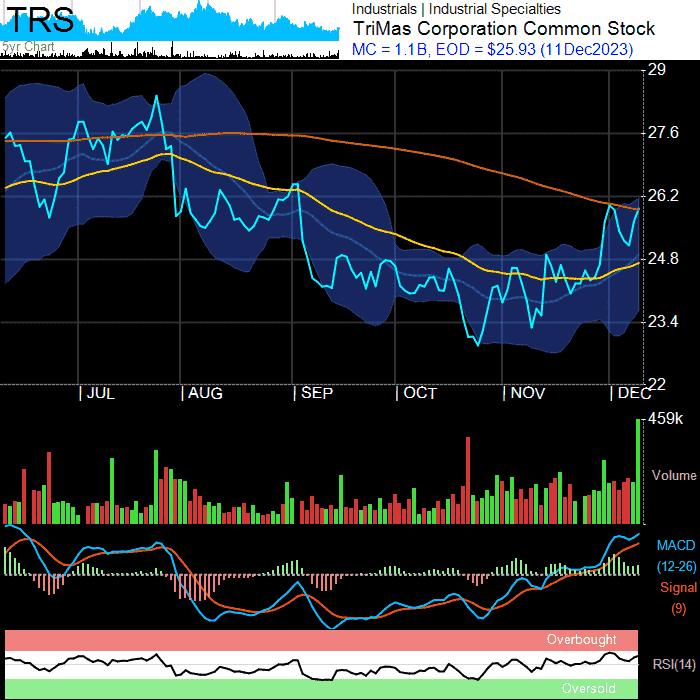 TRS
5yr Chart
Industrials | Industrial Specialties
TriMas Corporation Common Stock
MC = 1.1B, EOD = $25.93 (11Dec2023)
29
27.6
26.2
24.8
23.4
22
JUL
AUG
SEP
OCT
NOV
DEC
459k
Volume
MACD
(12-26)
Signal
(9)
Overbought
RSI(14)
Oversold